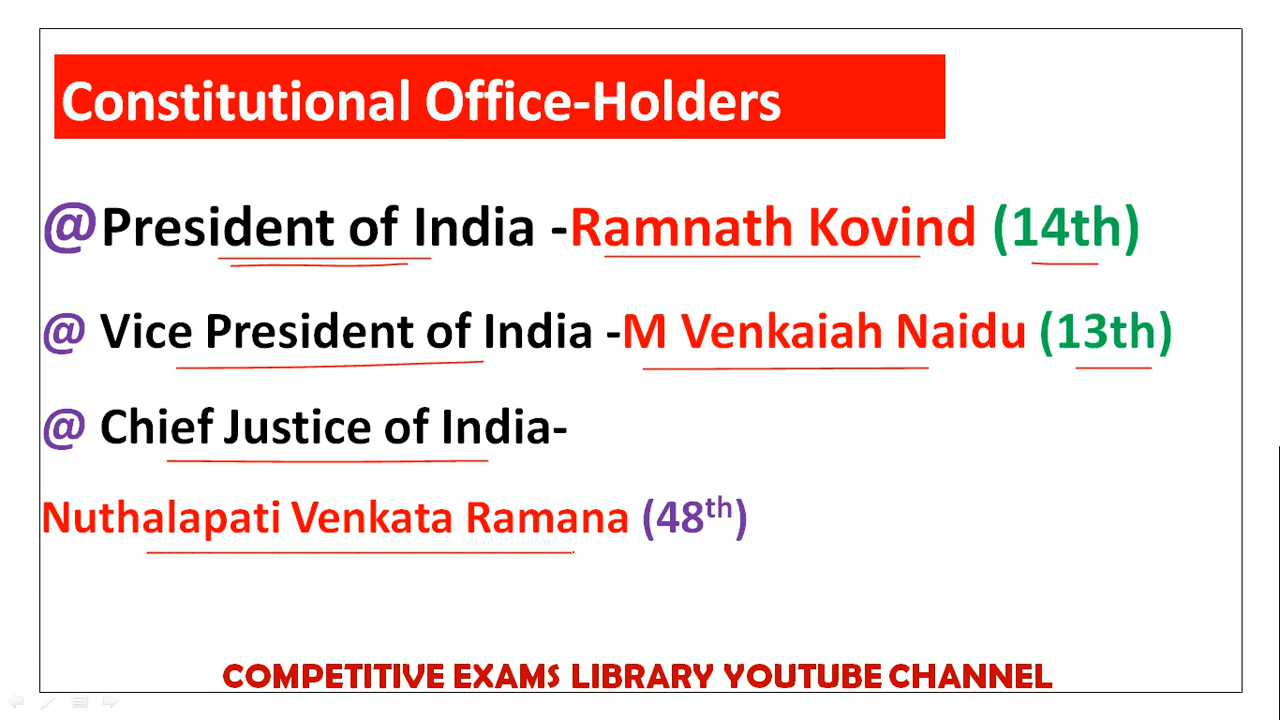 Constitutional Office-Holders
@President of India -Ramnath Kovind (14th)
@ Vice President of India -M Venkaiah Naidu (13th)
@ Chief Justice of India-
Nuthalapati Venkata Ramana (48th)
COMPETITIVE EXAMS LIBRARY YOUTUBE CHANNEL